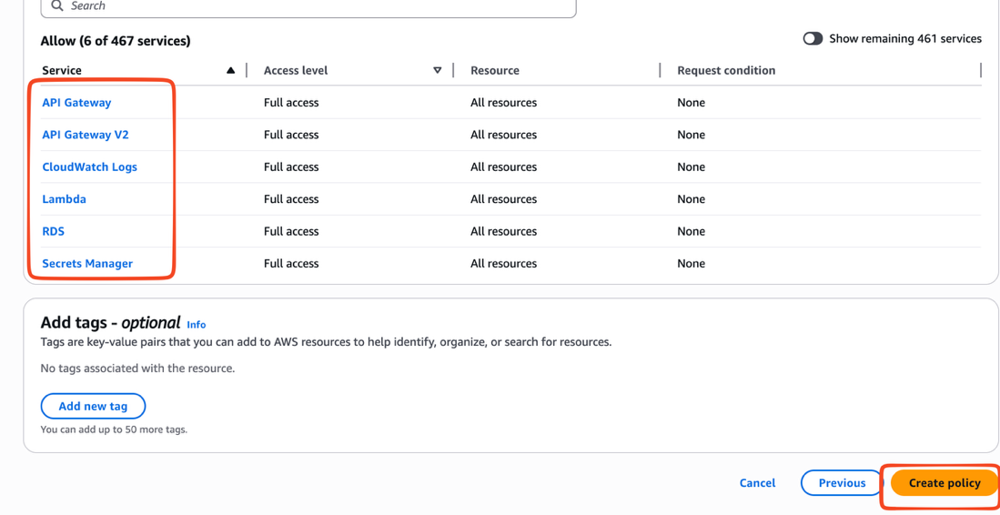 Search
Allow (6 of 467 services)
Show remaining 461 services
Service Access level Resource Request condition
API Gateway Full access All resources None
API Gateway V2 Full access All resources None
CloudWatch Logs Full access All resources None
Lambda Full access All resources None
RDS Full access All resources None
Secrets Manager Full access All resources None
Add tags - optional Info
Tags are key-value pairs that you can add to AWS resources to help identify, organize, or search for resources.
No tags associated with the resource.
Add new tag
You can add up to 50 more tags.
Cancel Previous Create policy